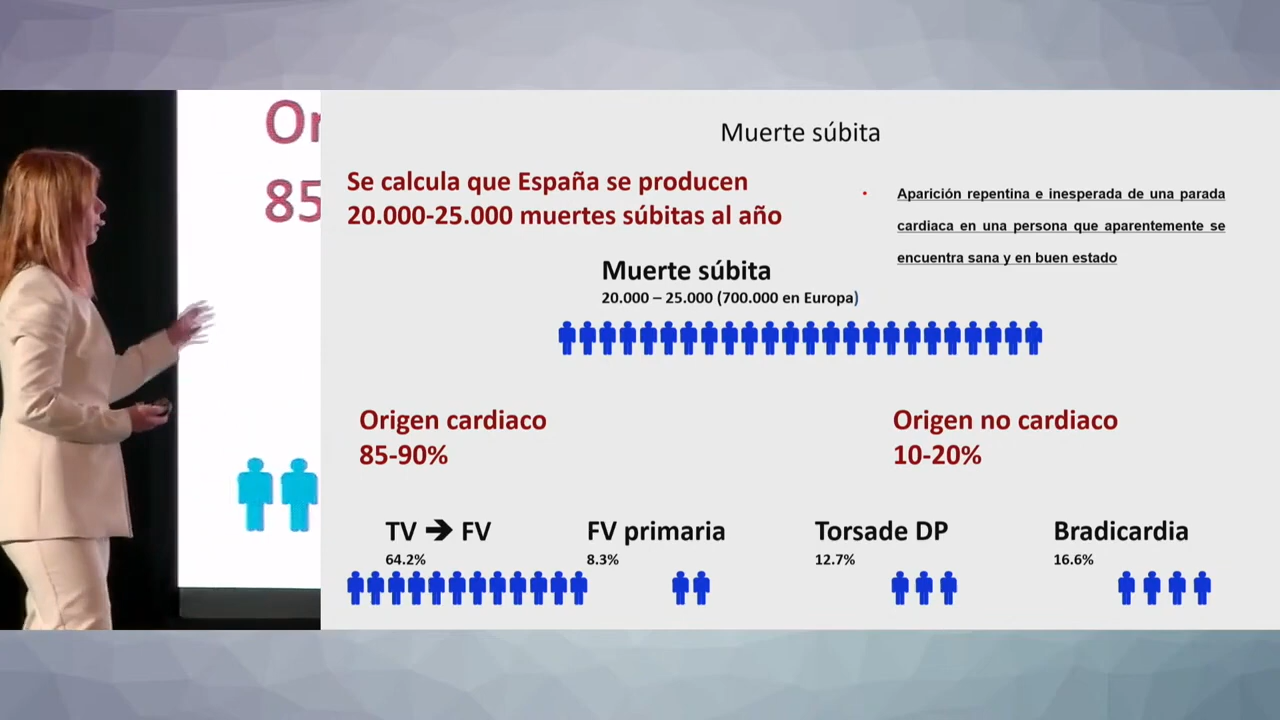 Or
85
Muerte súbita
Se calcula que España se producen
20.000-25.000 muertes súbitas al año
• Aparición repentina e inesperada de una parada
cardiaca en una persona que aparentemente se
encuentra sana y en buen estado
Muerte súbita
20.000 – 25.000 (700.000 en Europa)
Origen cardiaco
85-90%
Origen no cardiaco
10-20%
TV ➔ FV
64.2%
FV primaria
8.3%
Torsade DP
12.7%
Bradicardia
16.6%